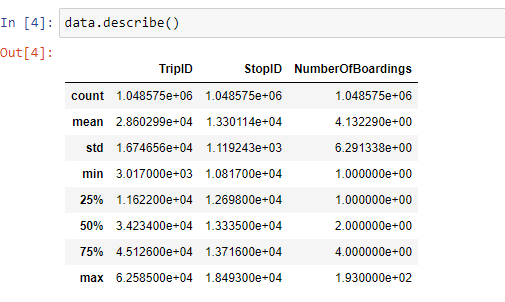 In [4]: data.describe()
Out[4]:
TripID StopID NumberOfBoardings
count 1.048575e+06 1.048575e+06 1.048575e+06
mean 2.860299e+04 1.330114e+04 4.132290e+00
std 1.674656e+04 1.119243e+03 6.291338e+00
min 3.017000e+03 1.081700e+04 1.000000e+00
25% 1.162200e+04 1.269800e+04 1.000000e+00
50% 3.423400e+04 1.333500e+04 2.000000e+00
75% 4.512600e+04 1.371600e+04 4.000000e+00
max 6.258500e+04 1.849300e+04 1.930000e+02